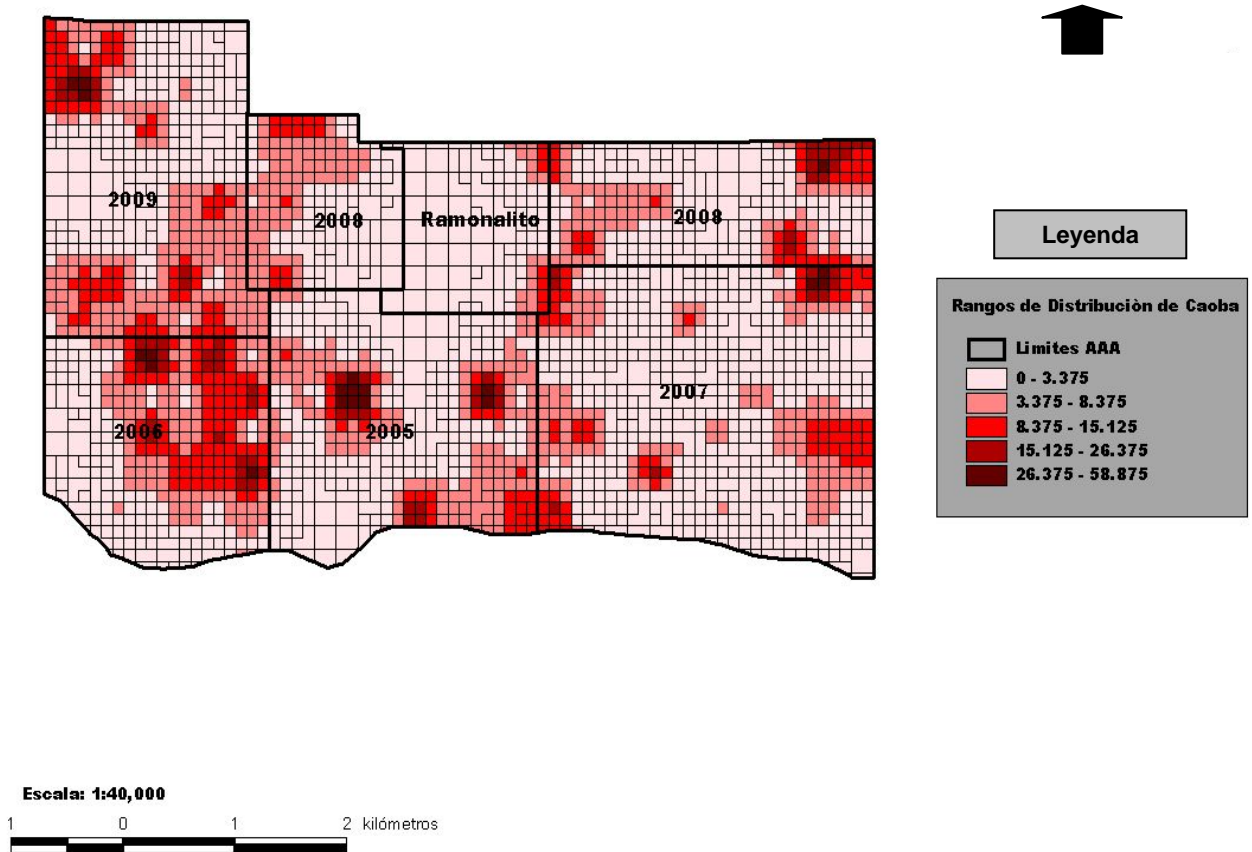 2009
2008
Ramonalito
2008
2007
2006
2005
Leyenda
Rangos de Distribuciòn de Caoba
Limites AAA
0 - 3.375
3.375 - 8.375
8.375 - 15.125
15.125 - 26.375
26.375 - 58.875
Escala: 1:40,000
1 0 1 2 kilómetros